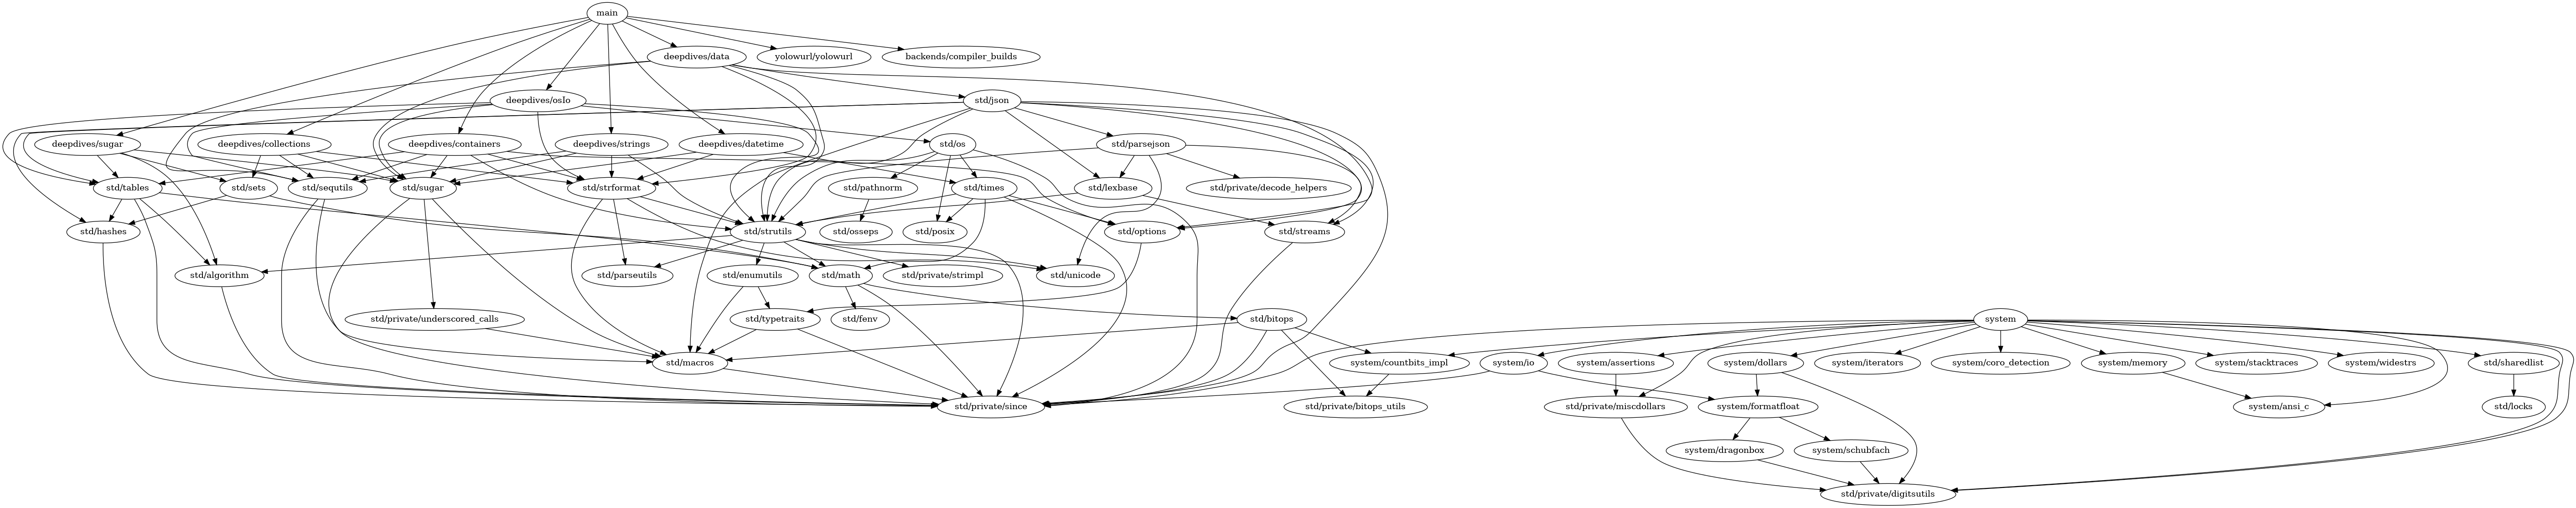 main
deepdives/data
yolowurl/yolowurl
backends/compiler_builds
deepdives/oslo
std/json
deepdives/sugar
deepdives/collections
deepdives/containers
deepdives/strings
deepdives/datetime
std/os
std/parsejson
std/tables
std/sets
std/sequtils
std/sugar
std/strformat
std/pathnorm
std/times
std/lexbase
std/private/decode_helpers
std/hashes
std/strutils
std/osseps
std/posix
std/options
std/streams
std/algorithm
std/parseutils
std/enumutils
std/math
std/private/strimpl
std/unicode
std/private/underscored_calls
std/typetraits
std/fenv
std/bitops
system
std/macros
system/countbits_impl
system/io
system/assertions
system/dollars
system/iterators
system/coro_detection
system/memory
system/stacktraces
system/widestrs
std/sharedlist
std/private/since
std/private/bitops_utils
std/private/miscdollars
system/formatfloat
system/ansi_c
std/locks
system/dragonbox
system/schubfach
std/private/digitsutils